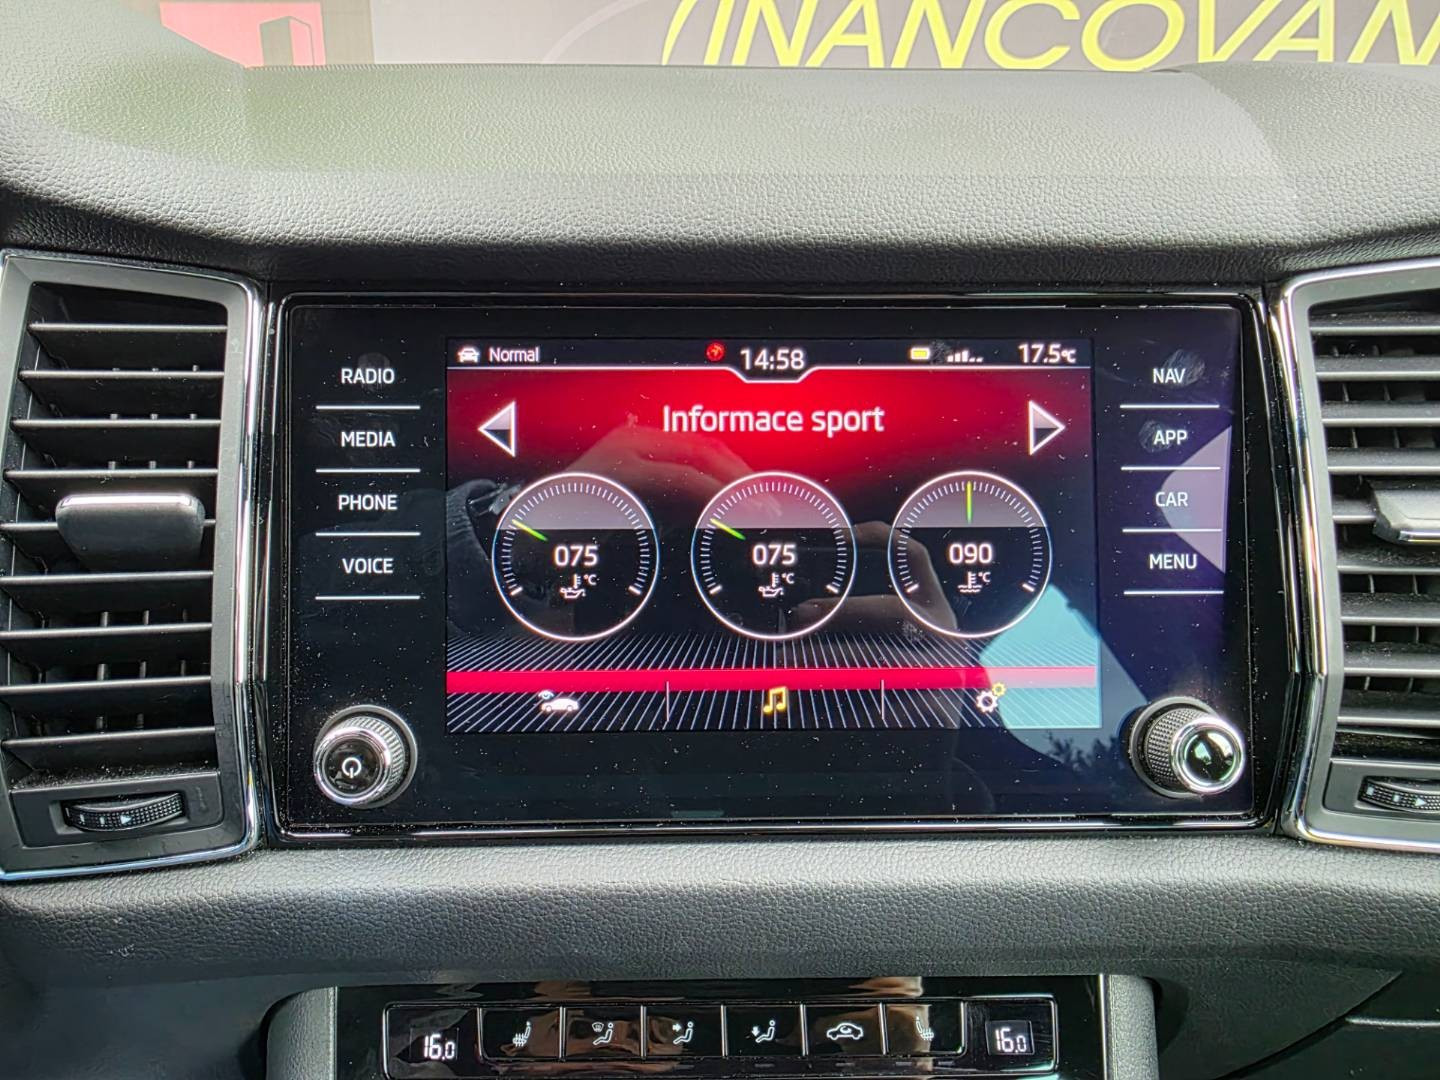 INANCOVAN
Normal 14:58 17.5°C
RADIO
MEDIA
PHONE
VOICE
Informace sport
075 °C
075 °C
090 °C
NAV
APP
CAR
MENU
16.0
16.0